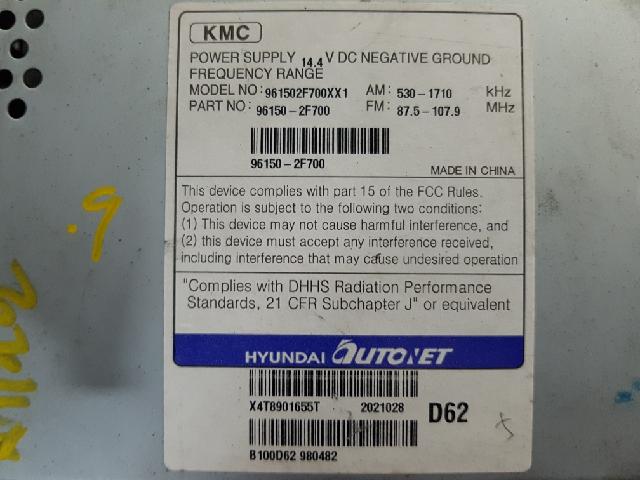 KMC
POWER SUPPLY 14.4 V DC NEGATIVE GROUND
FREQUENCY RANGE
MODEL NO: 961502F700XX1 AM: 530-1710 kHz
PART NO: 96150-2F700 FM: 87.5-107.9 MHz
96150-2F700
MADE IN CHINA
This device complies with part 15 of the FCC Rules.
Operation is subject to the following two conditions:
(1) This device may not cause harmful interference, and
(2) this device must accept any interference received,
including interference that may cause undesired operation
"Complies with DHHS Radiation Performance
Standards, 21 CFR Subchapter J" or equivalent
HYUNDAI AUTONET
X4T8901655T 2021028 D62
B100D62 980482